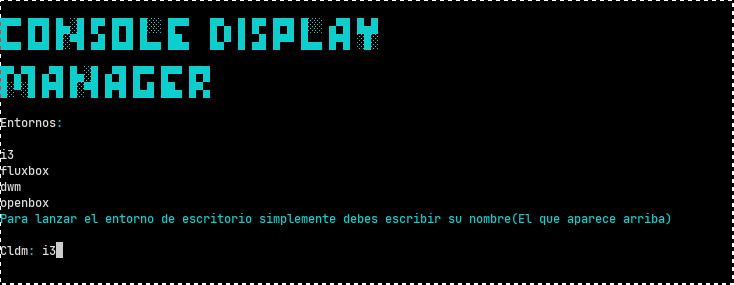 CONSOLE DISPLAY
MANAGER
Entornos:
i3
fluxbox
dwm
openbox
Para lanzar el entorno de escritorio simplemente debes escribir su nombre(El que aparece arriba)
Cldm: i3